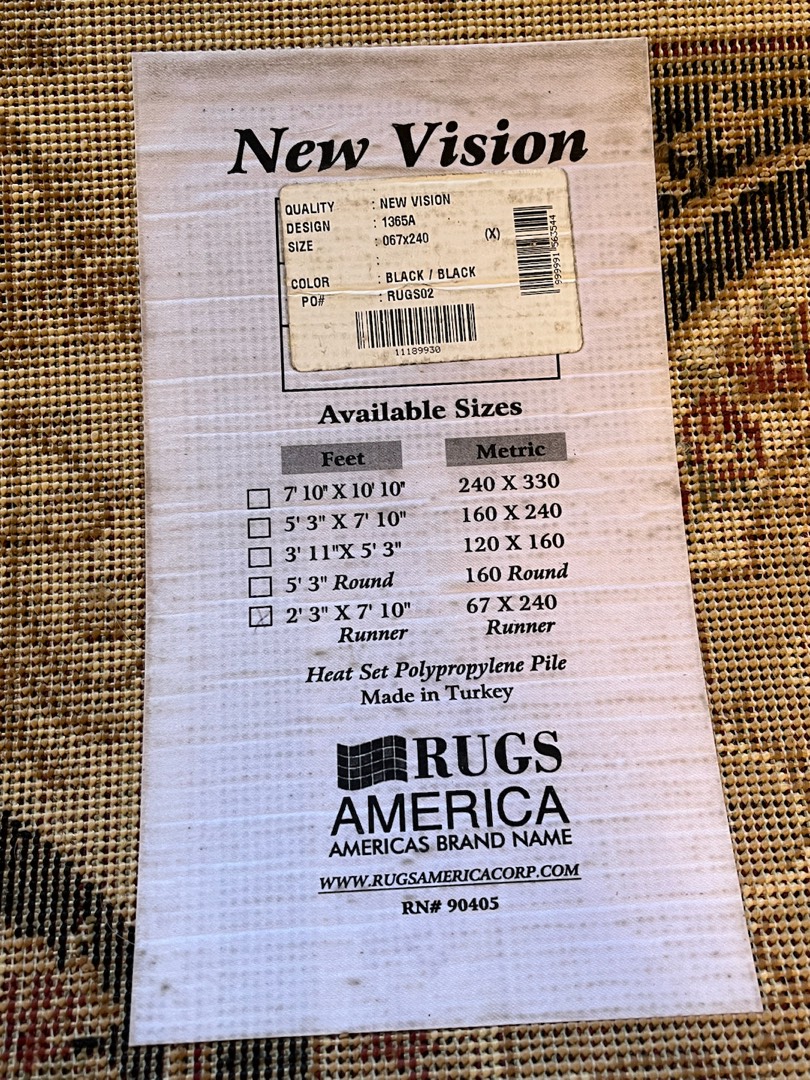 New Vision
QUALITY : NEW VISION
DESIGN : 1365A
SIZE : 067x240 (X)
:
COLOR : BLACK / BLACK
PO# : RUGS02
11189930
999991 563544
Available Sizes
Feet Metric
7' 10" X 10' 10" 240 X 330
5' 3" X 7' 10" 160 X 240
3' 11"X 5' 3" 120 X 160
5' 3" Round 160 Round
2' 3" X 7' 10" 67 X 240
Runner Runner
Heat Set Polypropylene Pile
Made in Turkey
RUGS
AMERICA
AMERICAS BRAND NAME
WWW.RUGSAMERICACORP.COM
RN# 90405